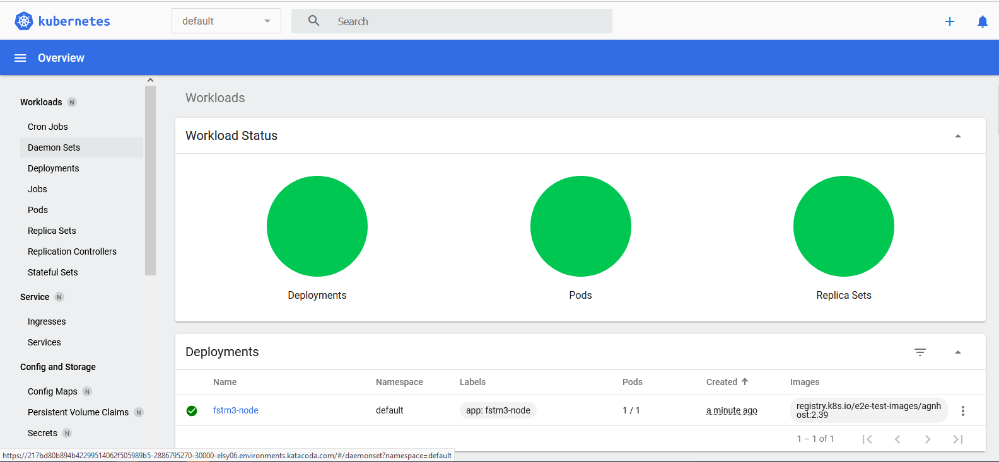 kubernetes
default
Search
Overview
Workloads N
Cron Jobs
Daemon Sets
Deployments
Jobs
Pods
Replica Sets
Replication Controllers
Stateful Sets
Service N
Ingresses
Services
Config and Storage
Config Maps N
Persistent Volume Claims N
Secrets N
Workloads
Workload Status
Deployments
Pods
Replica Sets
Deployments
Name Namespace Labels Pods Created Images
fstm3-node default app: fstm3-node 1 / 1 a minute ago registry.k8s.io/e2e-test-images/agnh
ost:2.39
1 – 1 of 1
https://217bd80b894b42299514062f505989b5-2886795270-30000-elsy06.environments.katacoda.com/#/daemonset?namespace=default